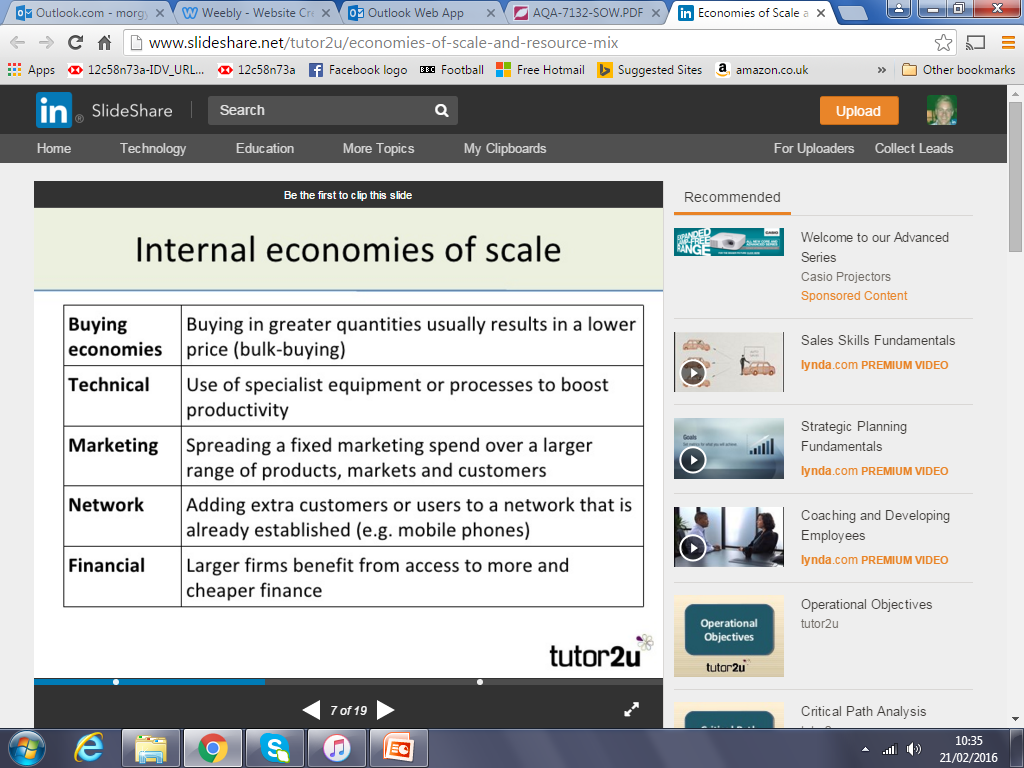 Outlook.com - morgy
Weebly - Website Cre
Outlook Web App
AQA-7132-SOW.PDF
Economies of Scale a
www.slideshare.net/tutor2u/economies-of-scale-and-resource-mix
Apps
12c58n73a-IDV_URL...
12c58n73a
Facebook logo
BBC Football
Free Hotmail
Suggested Sites
amazon.co.uk
»
Other bookmarks
in® SlideShare
Search
Upload
Home
Technology
Education
More Topics
My Clipboards
For Uploaders
Collect Leads
Be the first to clip this slide
Internal economies of scale
Buying
economies
Buying in greater quantities usually results in a lower
price (bulk-buying)
Technical
Use of specialist equipment or processes to boost
productivity
Marketing
Spreading a fixed marketing spend over a larger
range of products, markets and customers
Network
Adding extra customers or users to a network that is
already established (e.g. mobile phones)
Financial
Larger firms benefit from access to more and
cheaper finance
tutor2u
7 of 19
Recommended
EXPANDED
LAMP-FREE
RANGE
CASIO
Welcome to our Advanced
Series
Casio Projectors
Sponsored Content
Sales Skills Fundamentals
lynda.com PREMIUM VIDEO
Goals
Strategic Planning
Fundamentals
lynda.com PREMIUM VIDEO
Coaching and Developing
Employees
lynda.com PREMIUM VIDEO
Operational
Objectives
tutor2u
Operational Objectives
tutor2u
Critical Path Analysis
10:35
21/02/2016